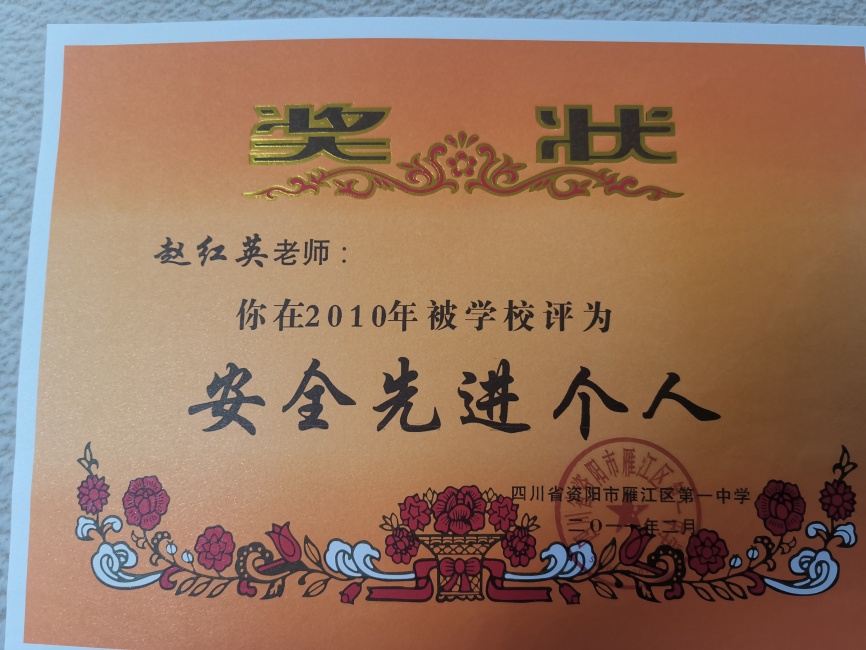 奖状
赵红英老师：
你在2010年被学校评为
安全先进个人
四川省资阳市雁江区第一中学
二〇一一年二月